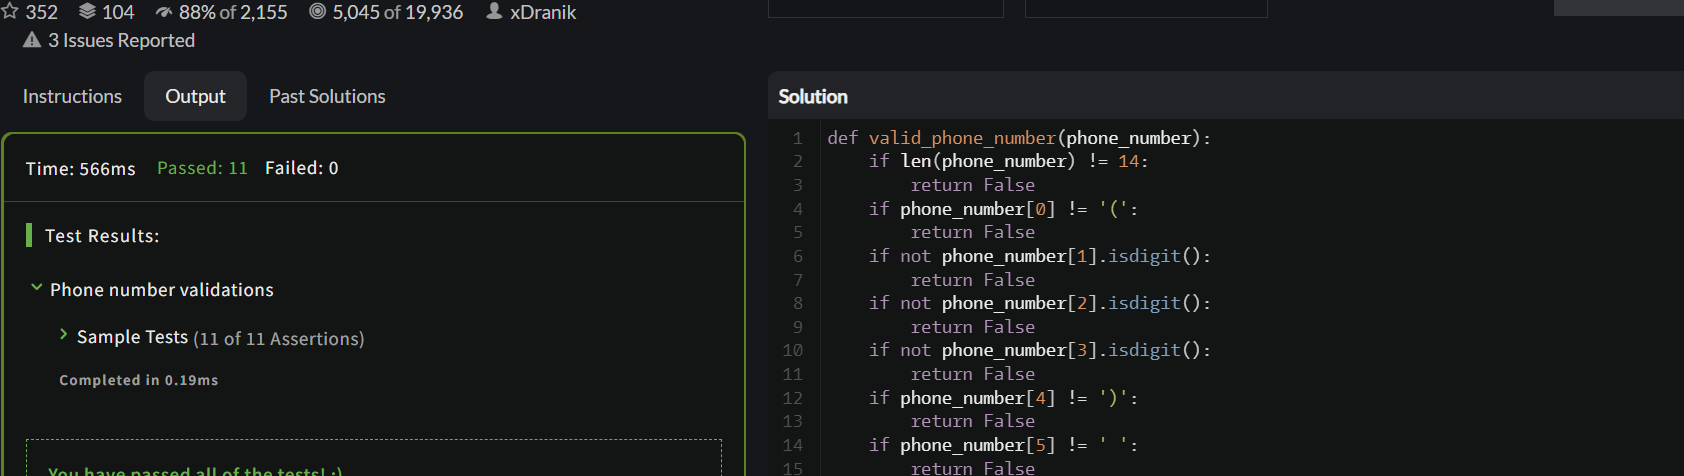 352 104 88% of 2,155 5,045 of 19,936 xDranik
3 Issues Reported
Instructions Output Past Solutions
Time: 566ms Passed: 11 Failed: 0
Test Results:
Phone number validations
Sample Tests (11 of 11 Assertions)
Completed in 0.19ms
You have passed all of the tests! :)
Solution
1 def valid_phone_number(phone_number):
2     if len(phone_number) != 14:
3         return False
4     if phone_number[0] != '(':
5         return False
6     if not phone_number[1].isdigit():
7         return False
8     if not phone_number[2].isdigit():
9         return False
10     if not phone_number[3].isdigit():
11         return False
12     if phone_number[4] != ')':
13         return False
14     if phone_number[5] != ' ':
15         return False